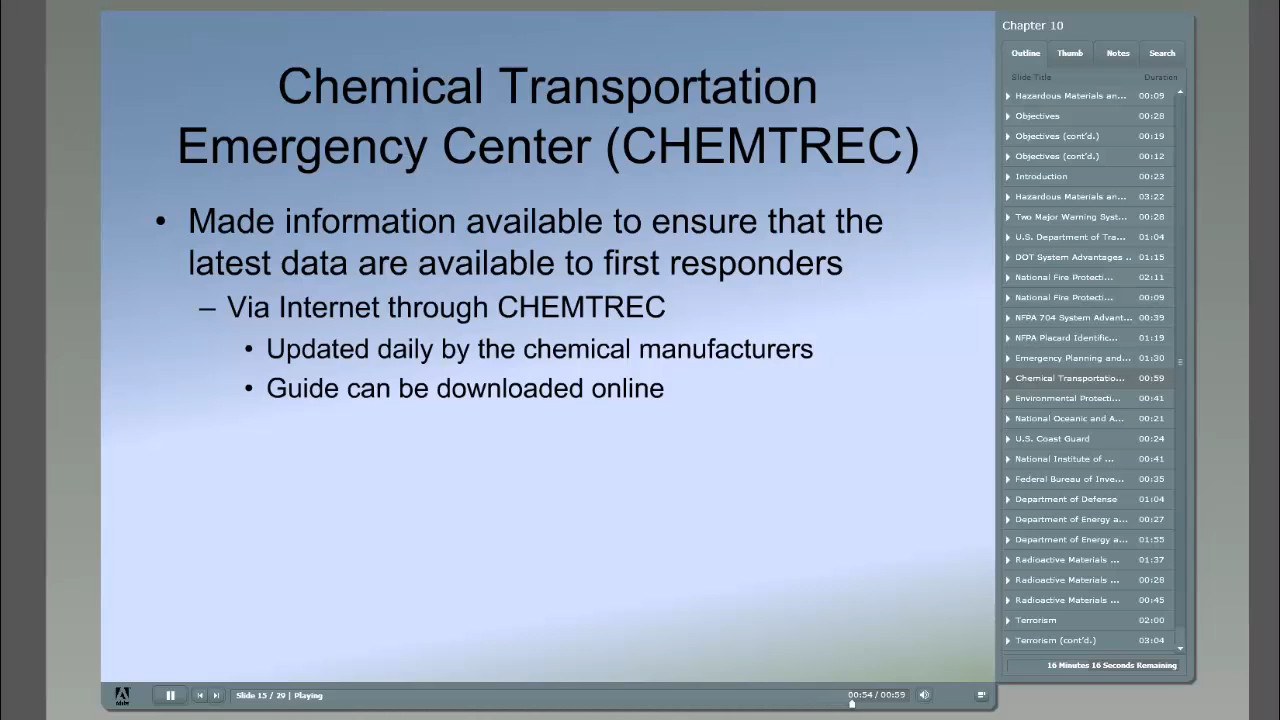 Chemical Transportation
Emergency Center (CHEMTREC)
• Made information available to ensure that the
latest data are available to first responders
– Via Internet through CHEMTREC
• Updated daily by the chemical manufacturers
• Guide can be downloaded online
Chapter 10
Outline Thumb Notes Search
Slide Title Duration
Hazardous Materials an... 00:09
Objectives 00:28
Objectives (cont'd.) 00:19
Objectives (cont'd.) 00:12
Introduction 00:23
Hazardous Materials an... 03:22
Two Major Warning Syst... 00:28
U.S. Department of Tra... 01:04
DOT System Advantages .. 01:15
National Fire Protecti... 02:11
National Fire Protecti... 00:09
NFPA 704 System Advant... 00:39
NFPA Placard Identific... 01:19
Emergency Planning and... 01:30
Chemical Transportatio... 00:59
Environmental Protecti... 00:41
National Oceanic and A... 00:21
U.S. Coast Guard 00:24
National Institute of ... 00:41
Federal Bureau of Inve... 00:35
Department of Defense 01:04
Department of Energy a... 00:27
Department of Energy a... 01:55
Radioactive Materials ... 01:37
Radioactive Materials ... 00:28
Radioactive Materials ... 00:45
Terrorism 02:00
Terrorism (cont'd.) 03:04
16 Minutes 16 Seconds Remaining
Adobe
Slide 15 / 29 | Playing
00:54 / 00:59